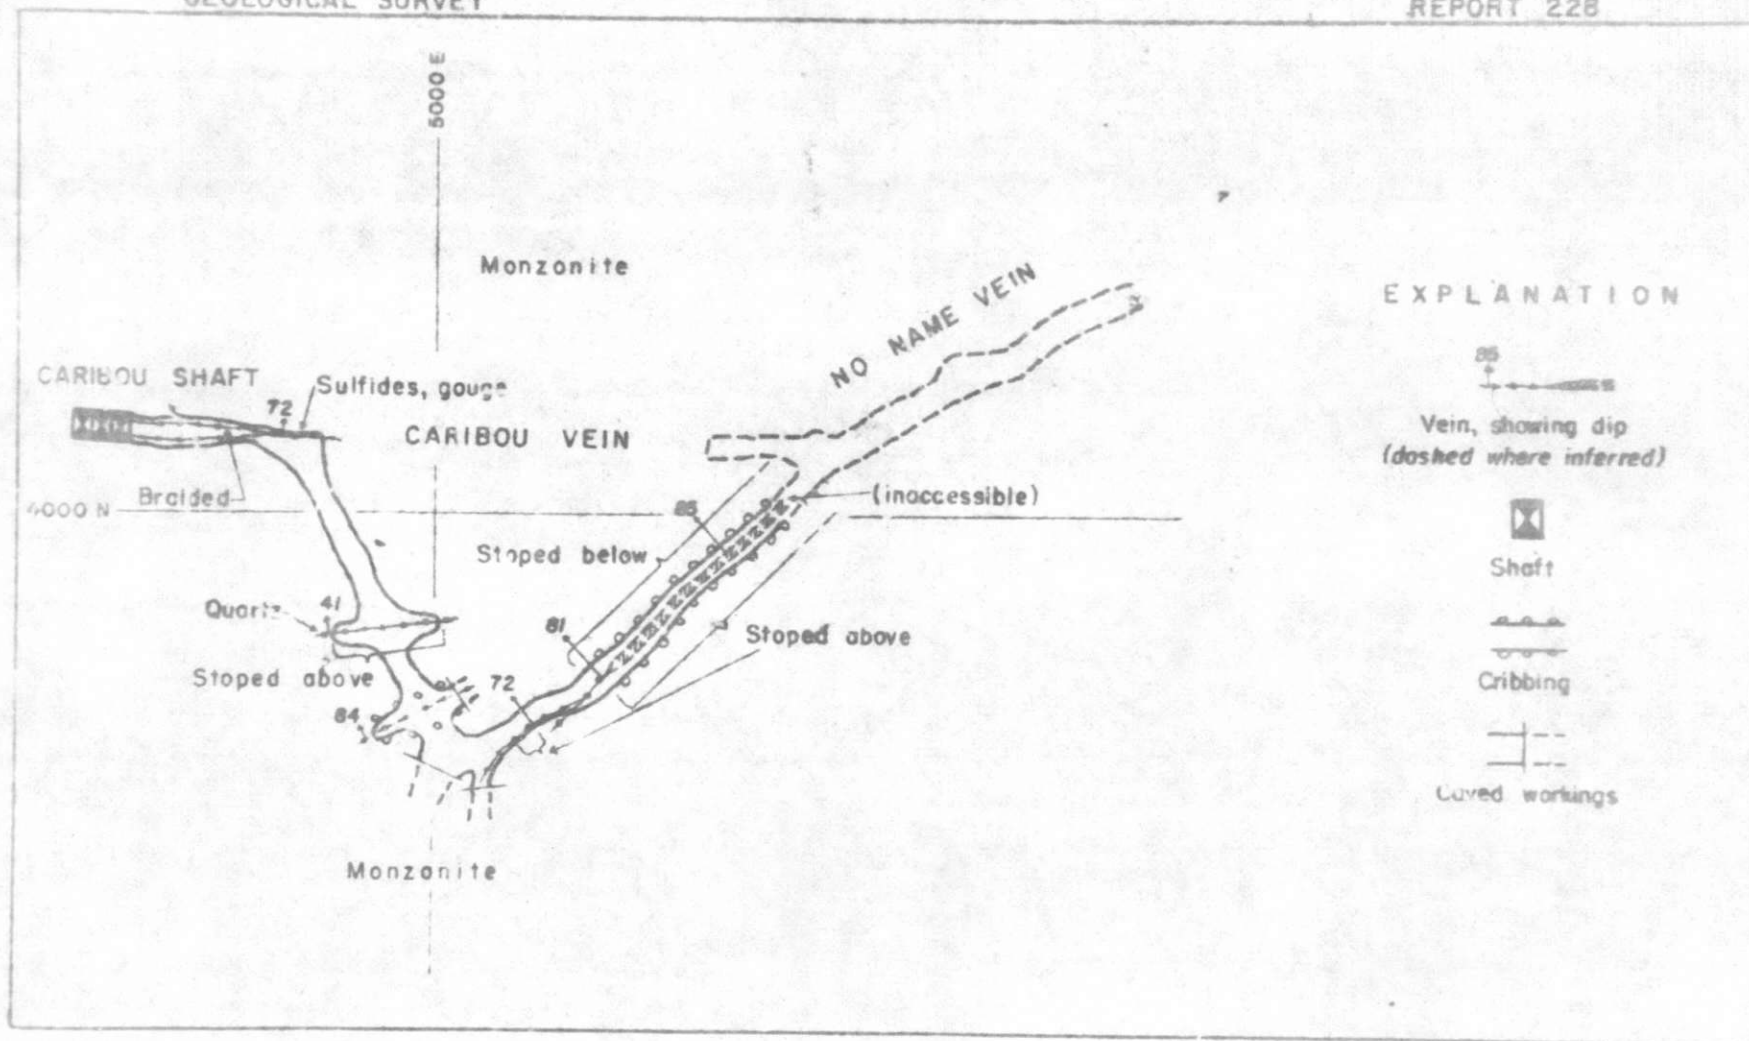 GEOLOGICAL SURVEY
REPORT 228
5000 E
Monzonite
NO NAME VEIN
EXPLANATION
85
Vein, showing dip
(dashed where inferred)
Shaft
Cribbing
Caved workings
CARIBOU SHAFT
72
Sulfides, gouge
CARIBOU VEIN
Braided
4000 N
85
(inaccessible)
Stoped below
Quartz
41
81
Stoped above
Stoped above
72
84
Monzonite